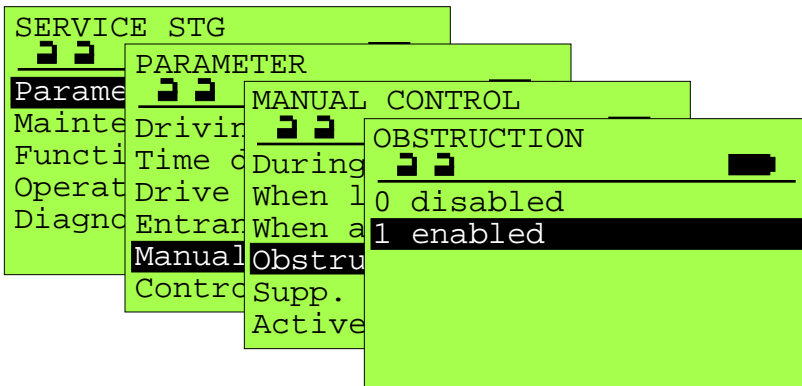 SERVICE STG
Parame
Mainte
Functi
Operat
Diagno
PARAMETER
Drivin
Time d
Drive
Entran
Manual
Contro
MANUAL CONTROL
During
When l
When a
Obstru
Supp.
Active
OBSTRUCTION
0 disabled
1 enabled